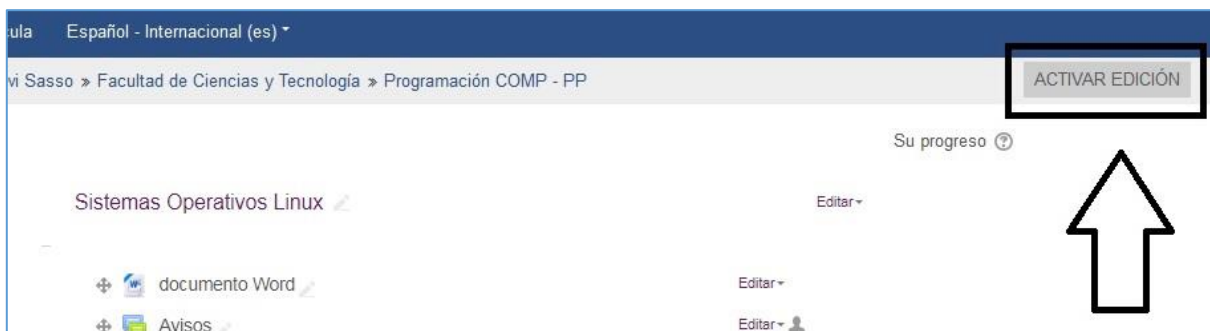 ula Español - Internacional (es)
vi Sasso » Facultad de Ciencias y Tecnología » Programación COMP - PP ACTIVAR EDICIÓN
Su progreso
Sistemas Operativos Linux Editar
documento Word Editar
Avisos Editar